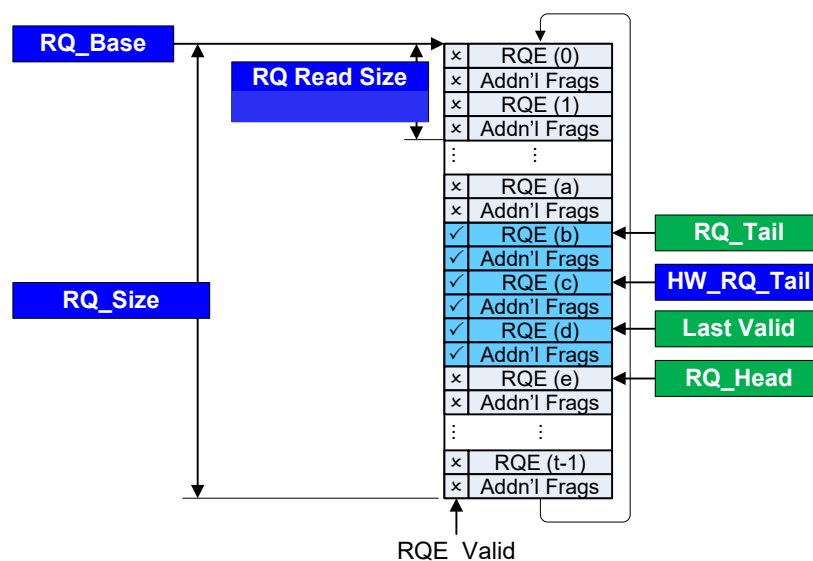 RQ_Base
RQ Read Size
RQ_Size
× RQE (0)
× Addn'l Frags
× RQE (1)
× Addn'l Frags
⋮ ⋮
× RQE (a)
× Addn'l Frags
✓ RQE (b)
✓ Addn'l Frags
✓ RQE (c)
✓ Addn'l Frags
✓ RQE (d)
✓ Addn'l Frags
× RQE (e)
× Addn'l Frags
⋮ ⋮
× RQE (t-1)
× Addn'l Frags
RQ_Tail
HW_RQ_Tail
Last Valid
RQ_Head
RQE Valid